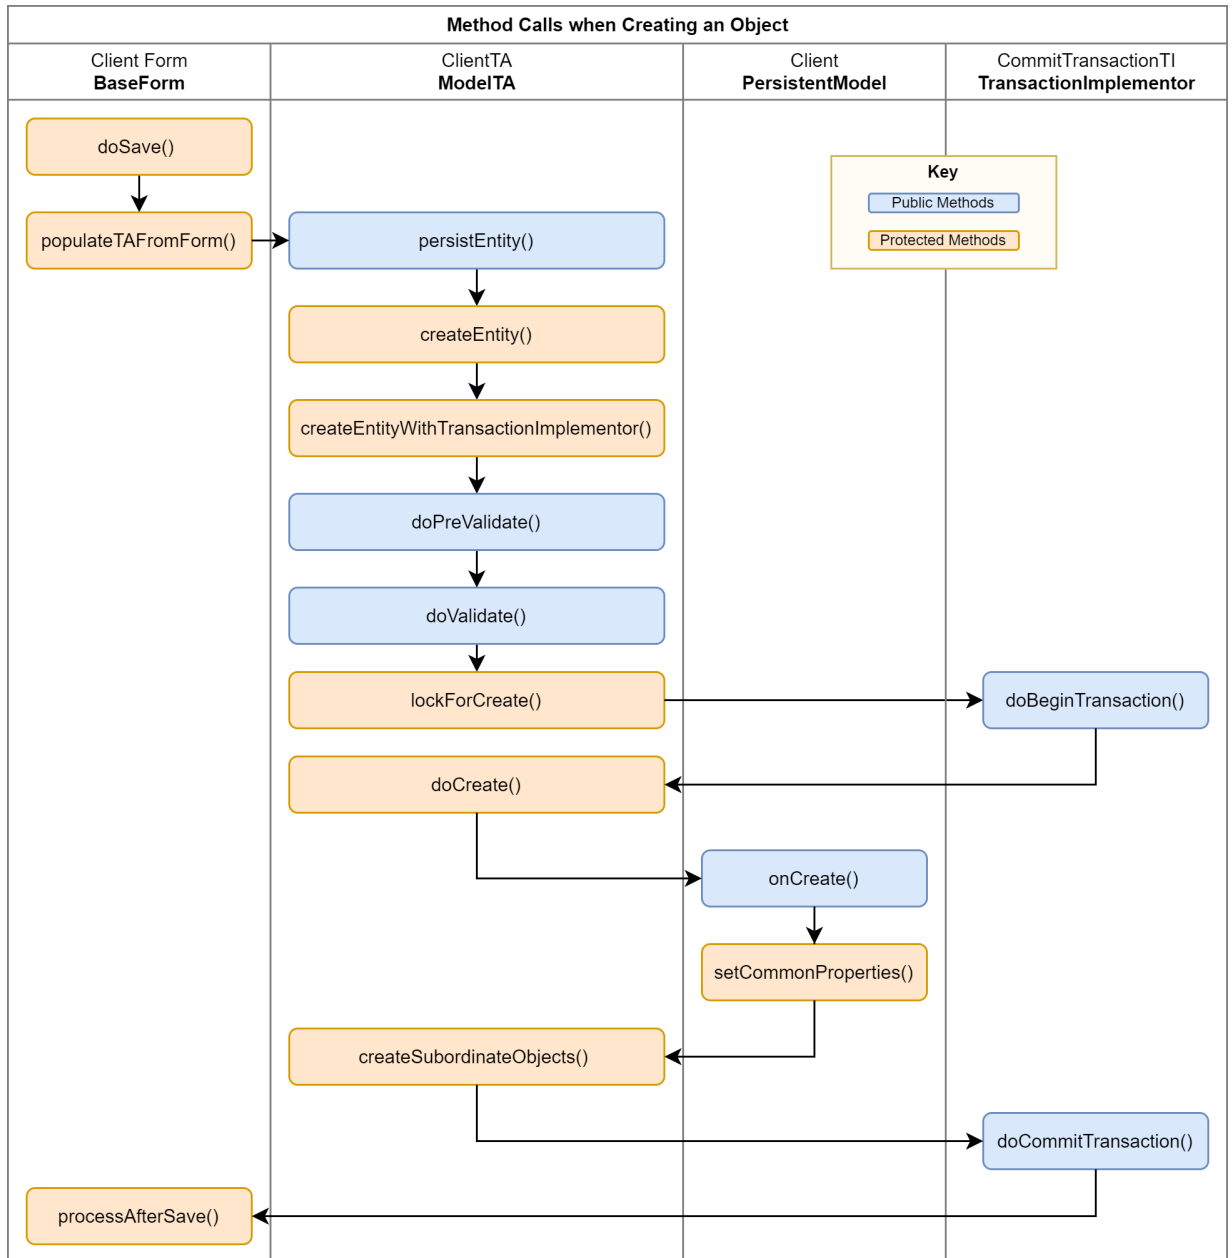 Method Calls when Creating an Object
Client Form
BaseForm
ClientTA
ModelTA
Client
PersistentModel
CommitTransactionTI
TransactionImplementor
doSave()
Key
Public Methods
Protected Methods
populateTAFromForm()
persistEntity()
createEntity()
createEntityWithTransactionImplementor()
doPreValidate()
doValidate()
lockForCreate()
doBeginTransaction()
doCreate()
onCreate()
setCommonProperties()
createSubordinateObjects()
doCommitTransaction()
processAfterSave()